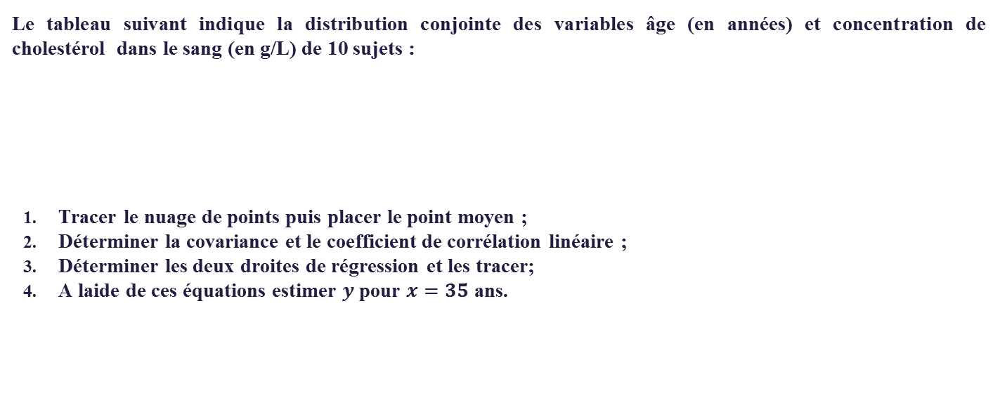 Le tableau suivant indique la distribution conjointe des variables âge (en années) et concentration de
cholestérol dans le sang (en g/L) de 10 sujets :
1. Tracer le nuage de points puis placer le point moyen ;
2. Déterminer la covariance et le coefficient de corrélation linéaire ;
3. Déterminer les deux droites de régression et les tracer;
4. A laide de ces équations estimer y pour x = 35 ans.